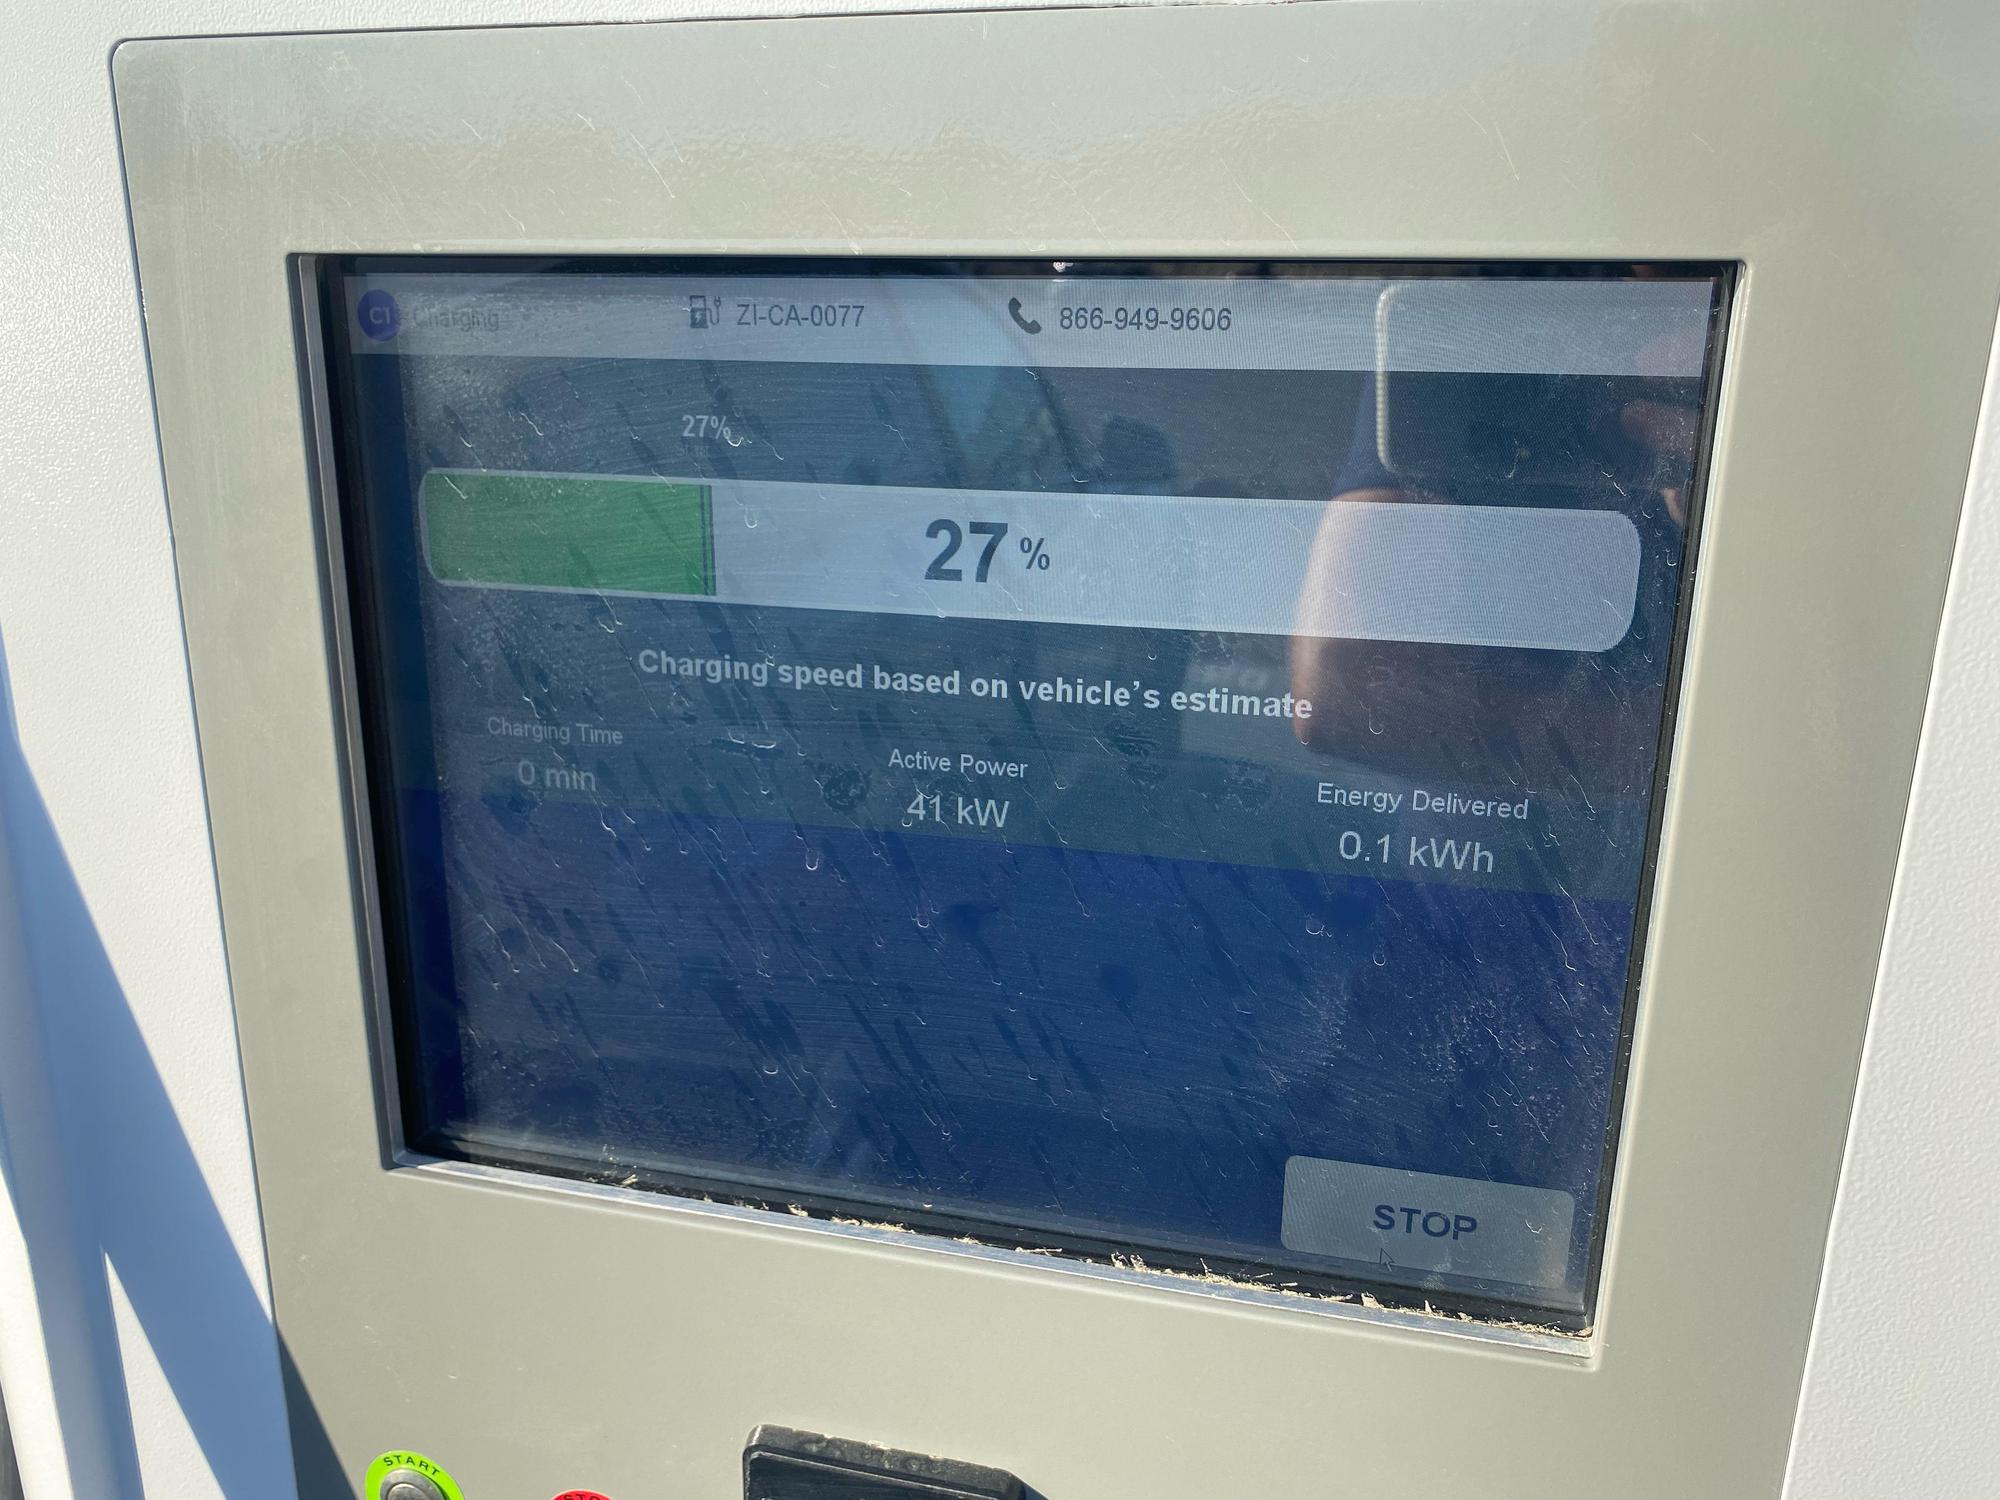 C1 Charging
ZI-CA-0077
866-949-9606
27%
27 %
Charging speed based on vehicle’s estimate
Charging Time
0 min
Active Power
41 kW
Energy Delivered
0.1 kWh
STOP
START